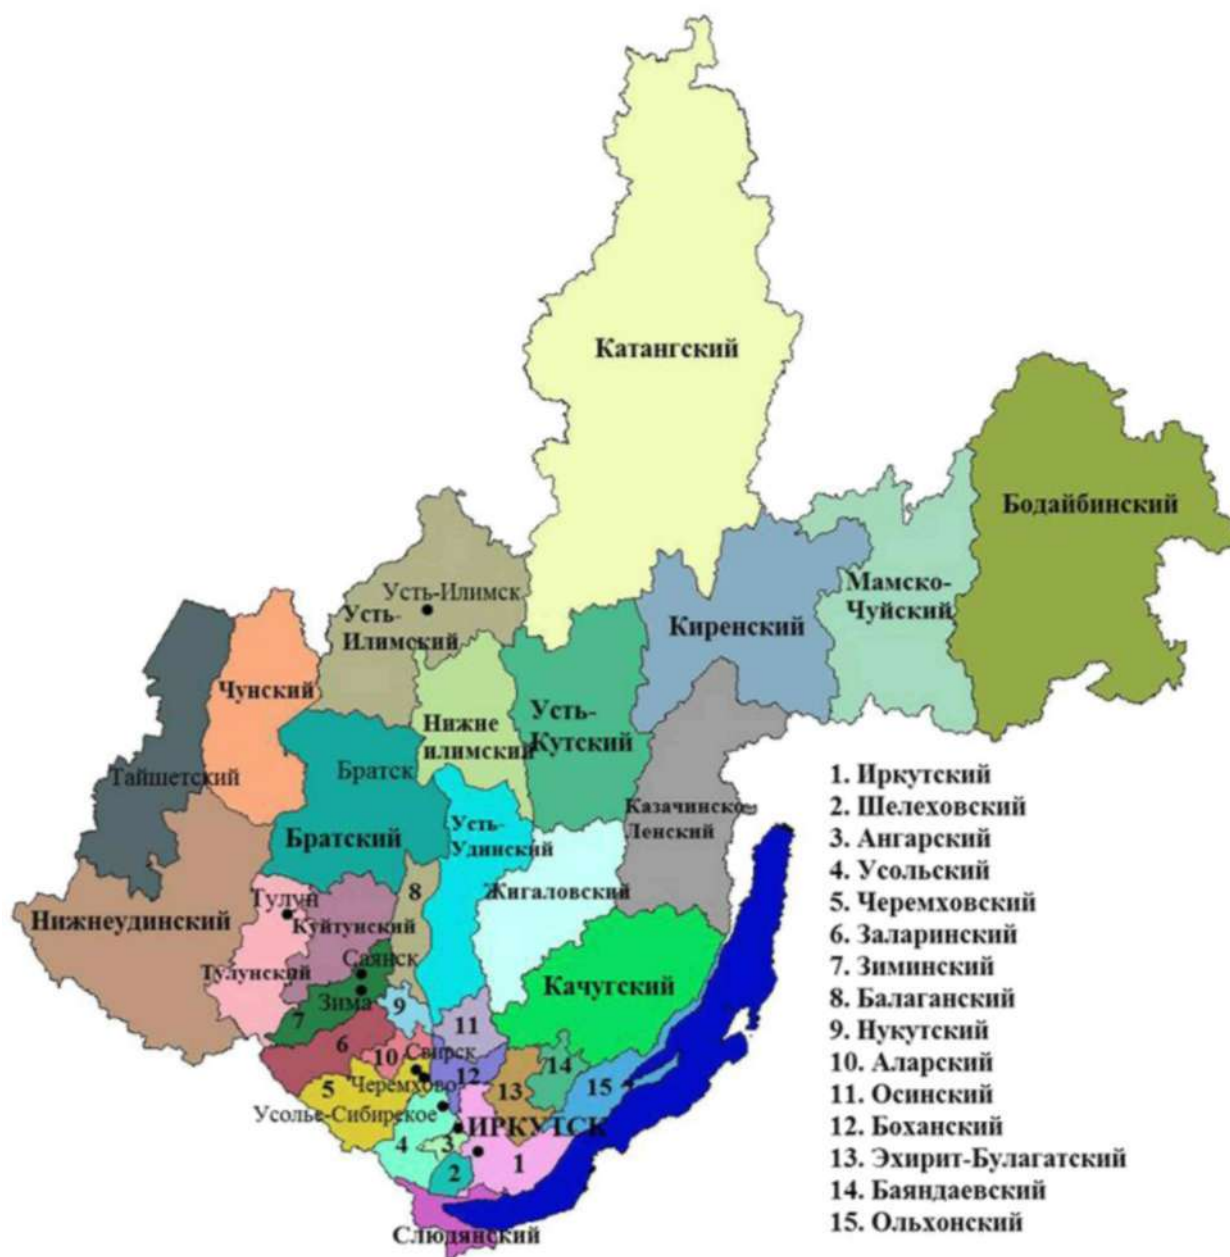 Катангский
Бодайбинский
Мамско-
Чуйский
Киренский
Усть-Илимск
Усть-
Илимский
Чунский
Нижне
илимский
Усть-
Кутский
Тайшетский
Братск
Братский
Усть-
Удинский
Казачинско-
Ленский
Жигаловский
Нижнеудинский
Тулун
Куйтунский
8
Тулунский
Саянск
Зима
Качугский
7
9
11
6
10
Свирск
12
13
14
15
5
Черемхово
Усолье-Сибирское
ИРКУТСК
4
3
1
2
Слюдянский
1. Иркутский
2. Шелеховский
3. Ангарский
4. Усольский
5. Черемховский
6. Заларинский
7. Зиминский
8. Балаганский
9. Нукутский
10. Аларский
11. Осинский
12. Боханский
13. Эхирит-Булагатский
14. Баяндаевский
15. Ольхонский